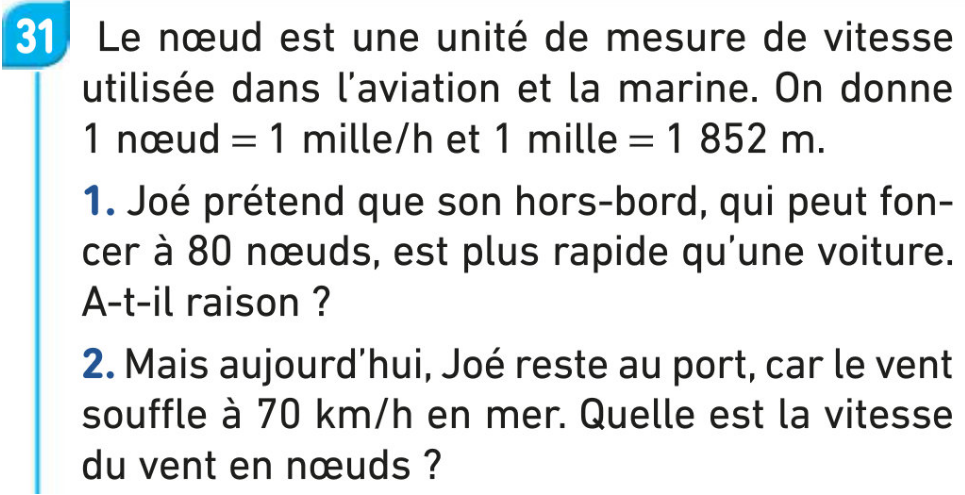 31 Le nœud est une unité de mesure de vitesse
utilisée dans l’aviation et la marine. On donne
1 nœud = 1 mille/h et 1 mille = 1 852 m.
1. Joé prétend que son hors-bord, qui peut fon-
cer à 80 nœuds, est plus rapide qu’une voiture.
A-t-il raison ?
2. Mais aujourd’hui, Joé reste au port, car le vent
souffle à 70 km/h en mer. Quelle est la vitesse
du vent en nœuds ?